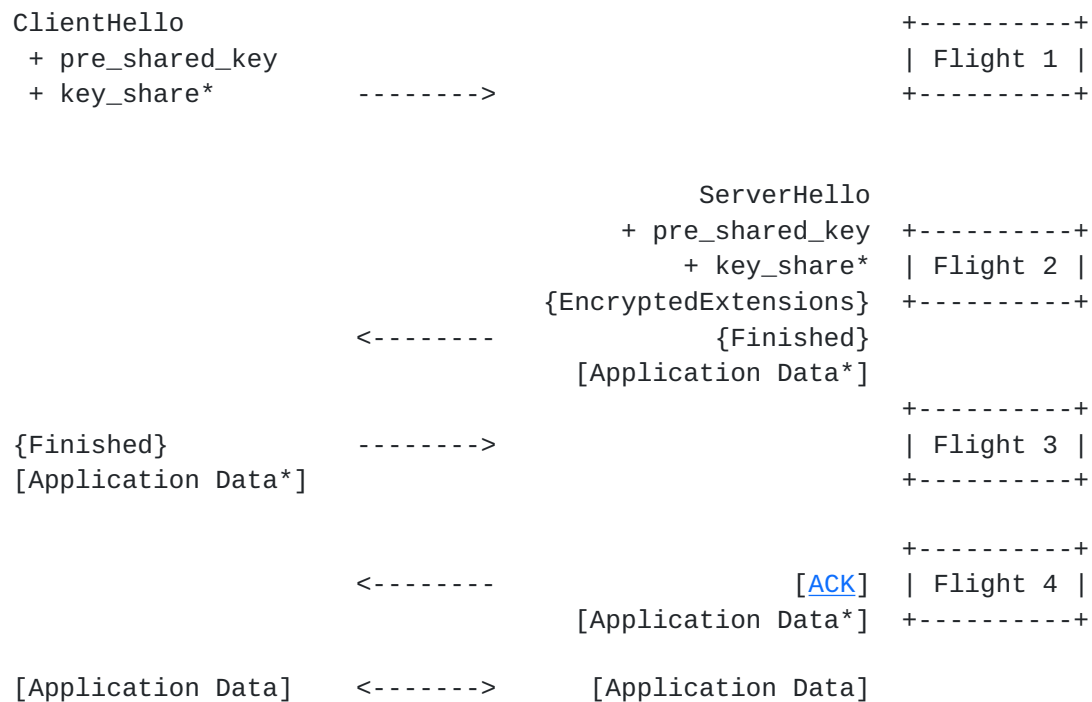 ClientHello                                          +----------+
 + pre_shared_key                                    | Flight 1 |
 + key_share*         -------->                      +----------+
                                        ServerHello
                                   + pre_shared_key  +----------+
                                       + key_share*  | Flight 2 |
                              {EncryptedExtensions}  +----------+
                      <--------          {Finished}
                                [Application Data*]
                                                     +----------+
{Finished}            -------->                      | Flight 3 |
[Application Data*]                                  +----------+
                                                     +----------+
                      <--------               [ACK]  | Flight 4 |
                                [Application Data*]  +----------+
[Application Data]    <------->  [Application Data]